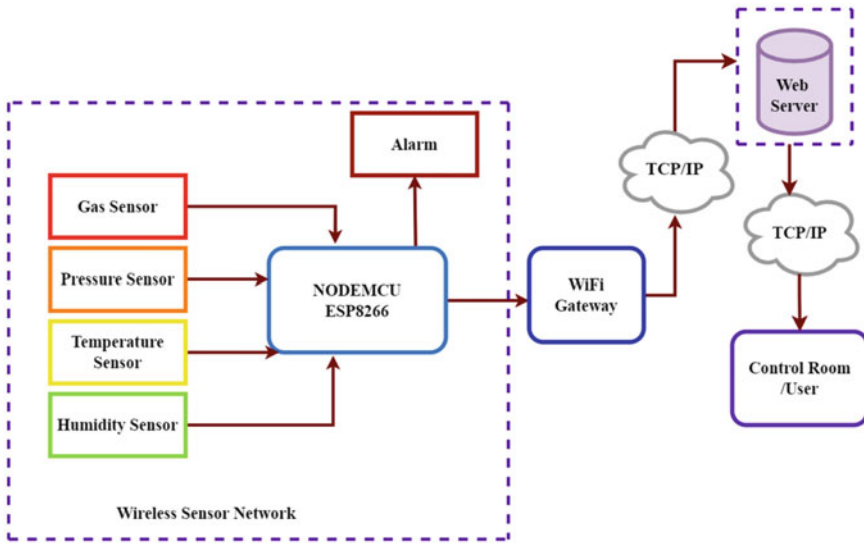 Web
Server
Alarm
TCP/IP
Gas Sensor
TCP/IP
Pressure Sensor
NODEMCU
ESP8266
WiFi
Gateway
Temperature
Sensor
Control Room
/User
Humidity Sensor
Wireless Sensor Network